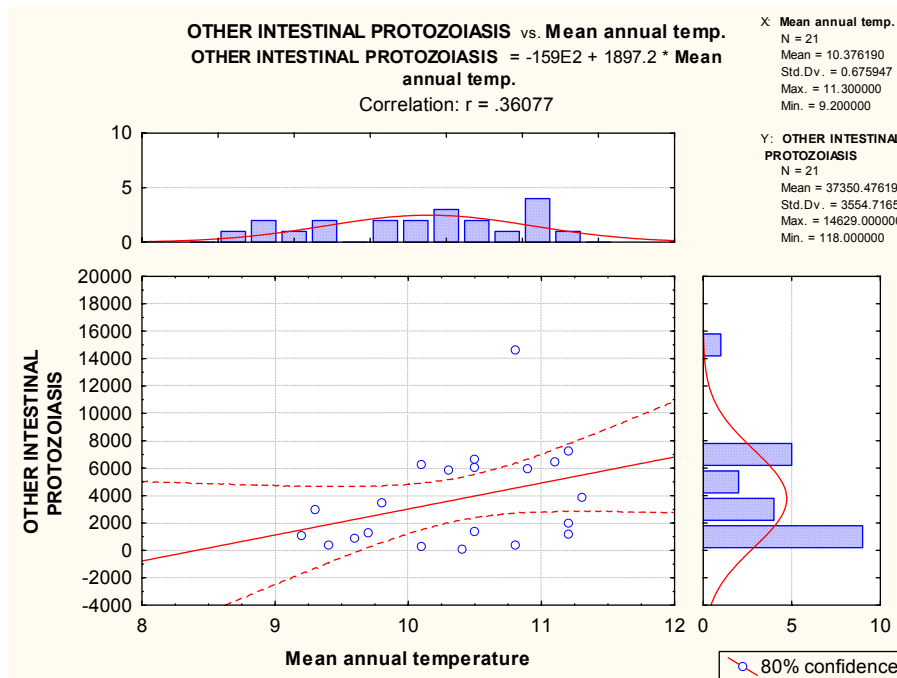 OTHER INTESTINAL PROTOZOIASIS vs. Mean annual temp.
OTHER INTESTINAL PROTOZOIASIS = -159E2 + 1897.2 * Mean
annual temp.
Correlation: r = .36077
X: Mean annual temp.
N = 21
Mean = 10.376190
Std.Dv. = 0.675947
Max. = 11.300000
Min. = 9.200000
Y: OTHER INTESTINAL
PROTOZOIASIS
N = 21
Mean = 37350.47619
Std.Dv. = 3554.7165
Max. = 14629.000000
Min. = 118.000000
10
5
0
20000
18000
16000
14000
12000
10000
8000
6000
4000
2000
0
-2000
-4000
OTHER INTESTINAL
PROTOZOIASIS
8 9 10 11 12
Mean annual temperature
0 5 10
80% confidence